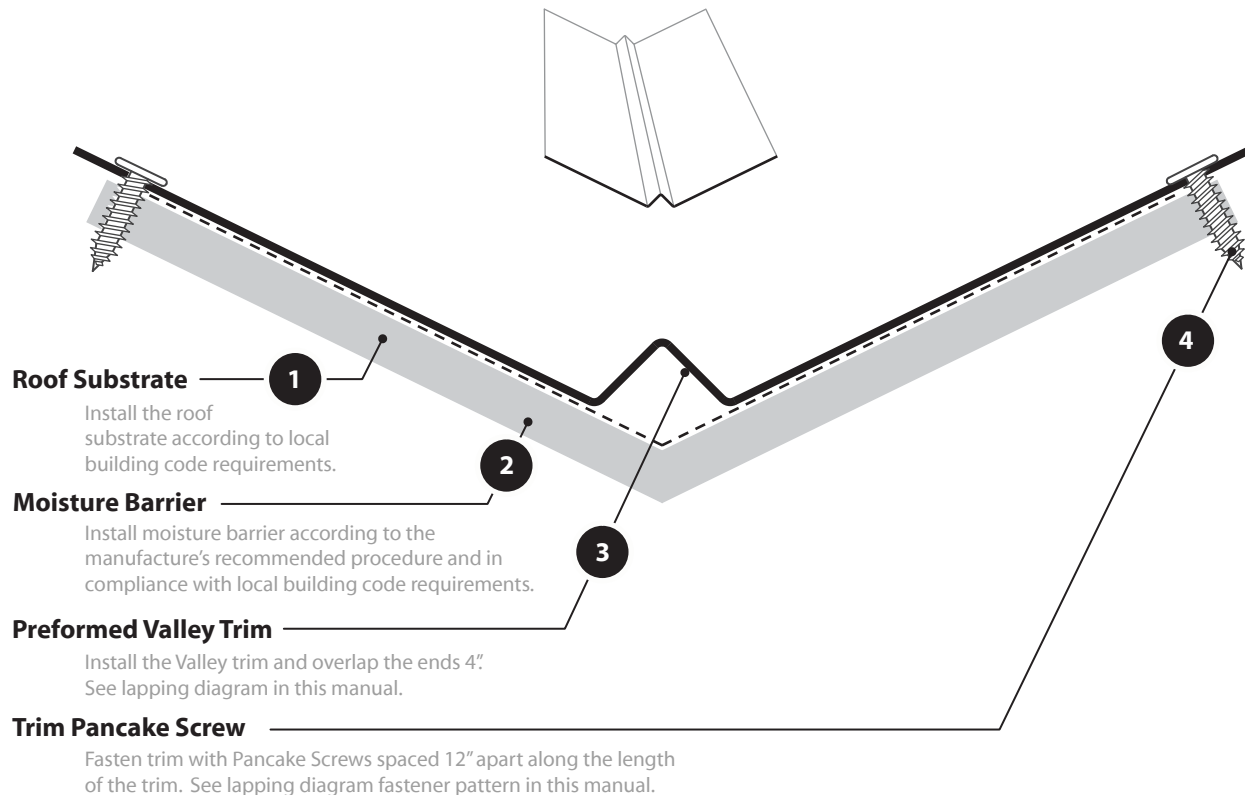 Roof Substrate
1
Install the roof
substrate according to local
building code requirements.
2
Moisture Barrier
Install moisture barrier according to the
manufacture's recommended procedure and in
compliance with local building code requirements.
3
Preformed Valley Trim
Install the Valley trim and overlap the ends 4".
See lapping diagram in this manual.
4
Trim Pancake Screw
Fasten trim with Pancake Screws spaced 12" apart along the length
of the trim. See lapping diagram fastener pattern in this manual.